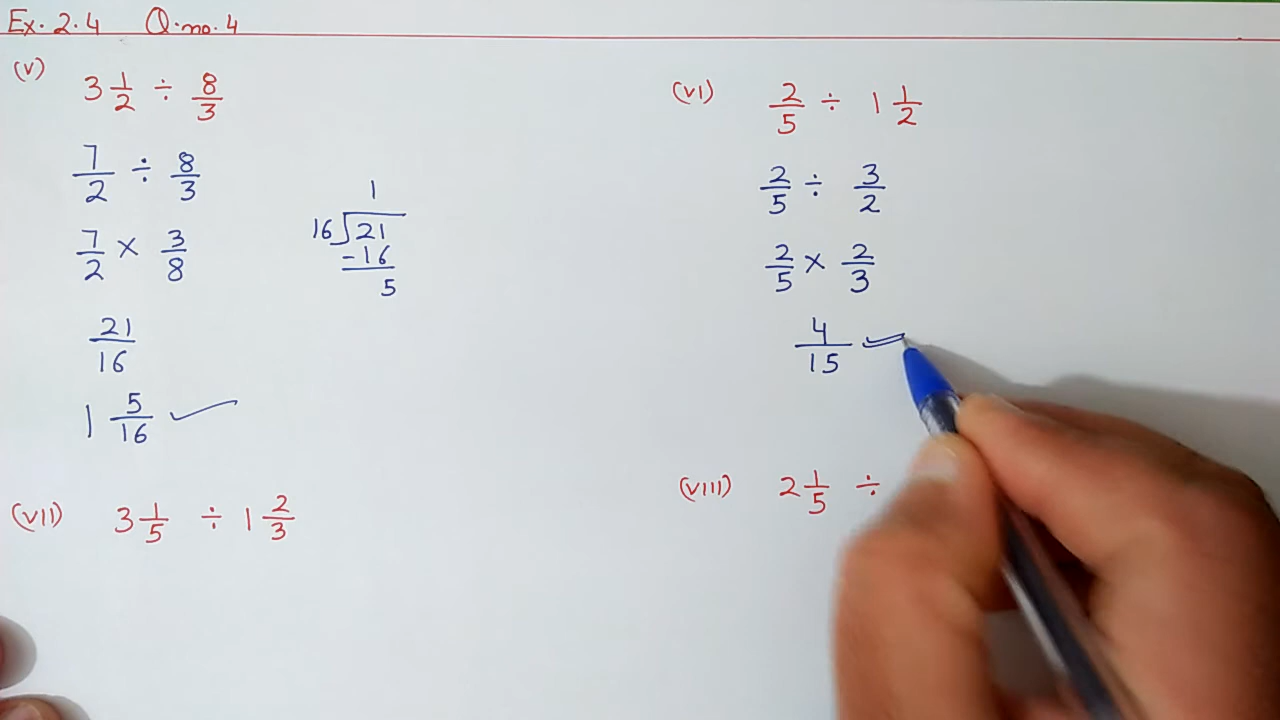 Ex. 2.4 Q.no.4
(v) 3 1/2 ÷ 8/3
7/2 ÷ 8/3
7/2 × 3/8
21/16
1 5/16 ✓
1
16 21
-16
5
(vi) 2/5 ÷ 1 1/2
2/5 ÷ 3/2
2/5 × 2/3
4/15
(vii) 3 1/5 ÷ 1 2/3
(viii) 2 1/5 ÷